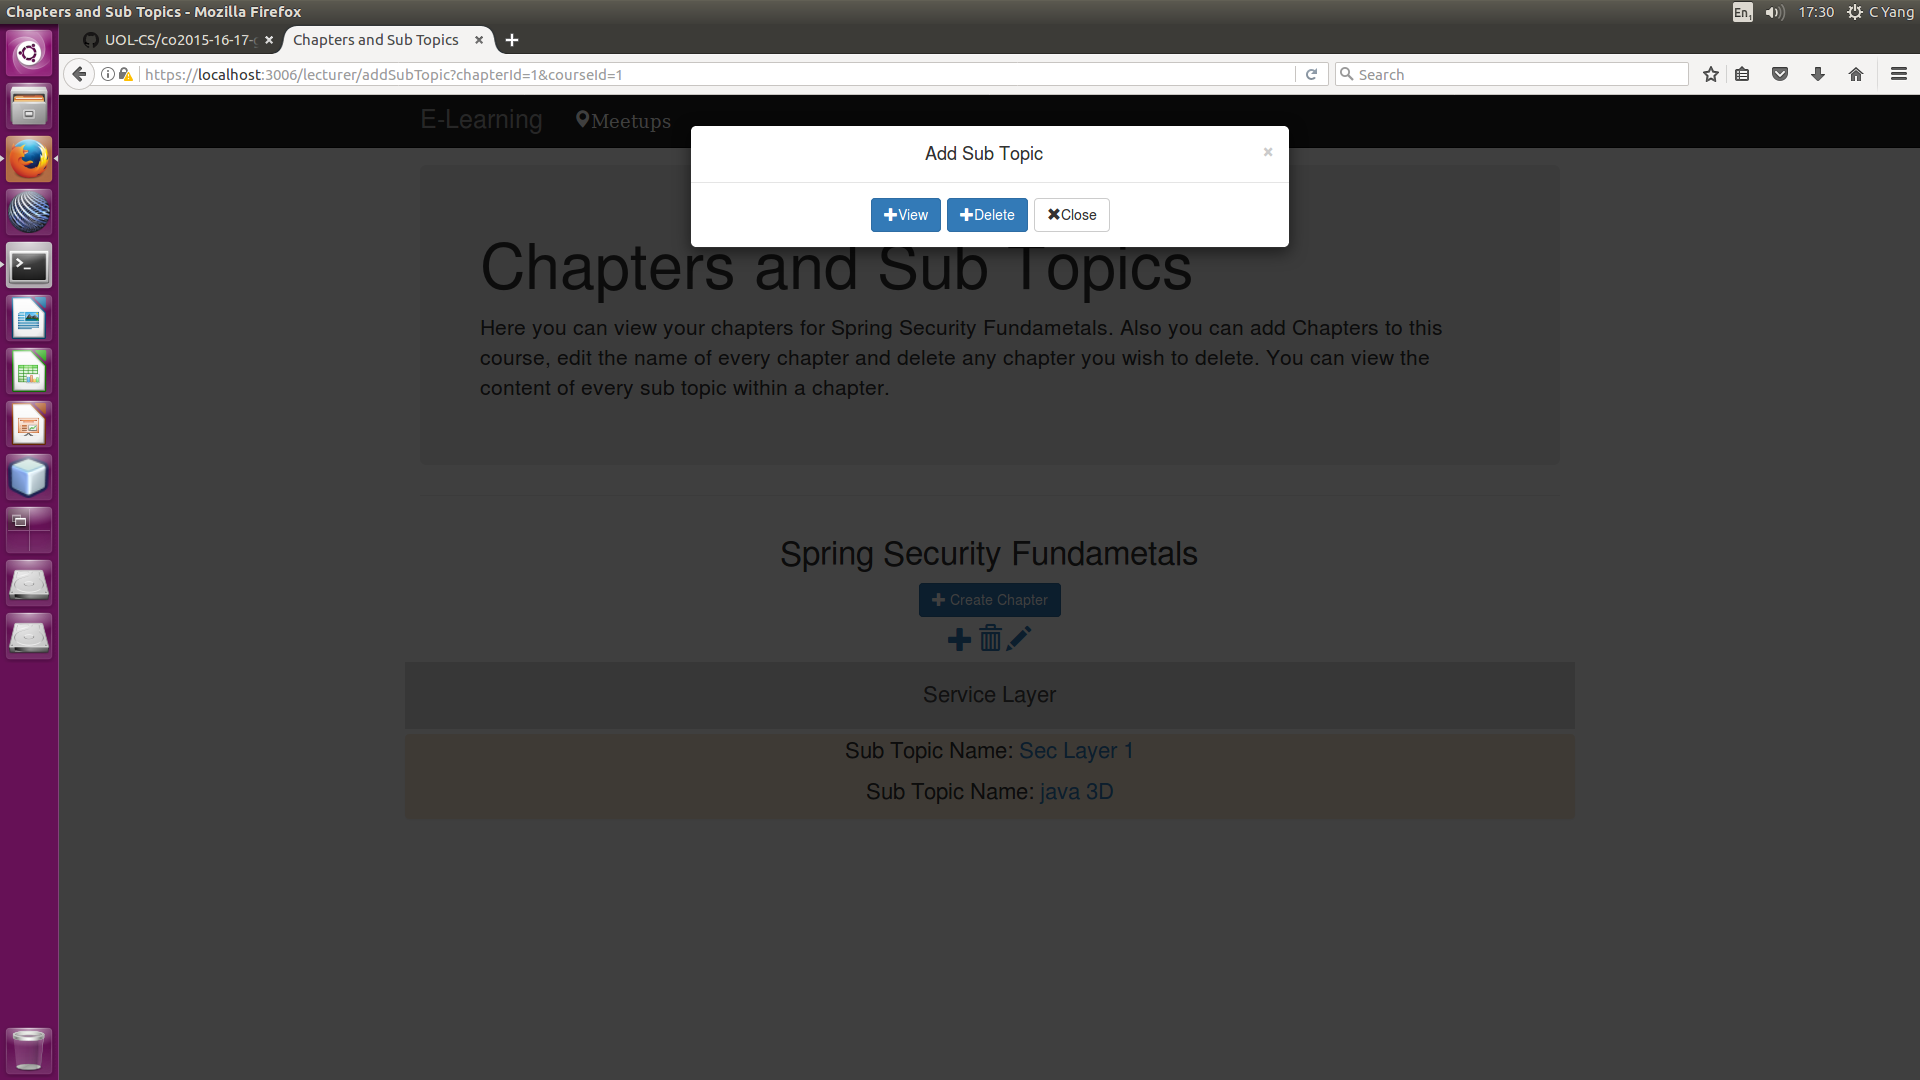 Chapters and Sub Topics - Mozilla Firefox
En1
17:30
C Yang
UOL-CS/co2015-16-17-
Chapters and Sub Topics
https://localhost:3006/lecturer/addSubTopic?chapterId=1&courseId=1
Search
E-Learning
Meetups
Add Sub Topic
×
View
Delete
Close
Chapters and Sub Topics
Here you can view your chapters for Spring Security Fundametals. Also you can add Chapters to this
course, edit the name of every chapter and delete any chapter you wish to delete. You can view the
content of every sub topic within a chapter.
Spring Security Fundametals
Create Chapter
Service Layer
Sub Topic Name: Sec Layer 1
Sub Topic Name: java 3D